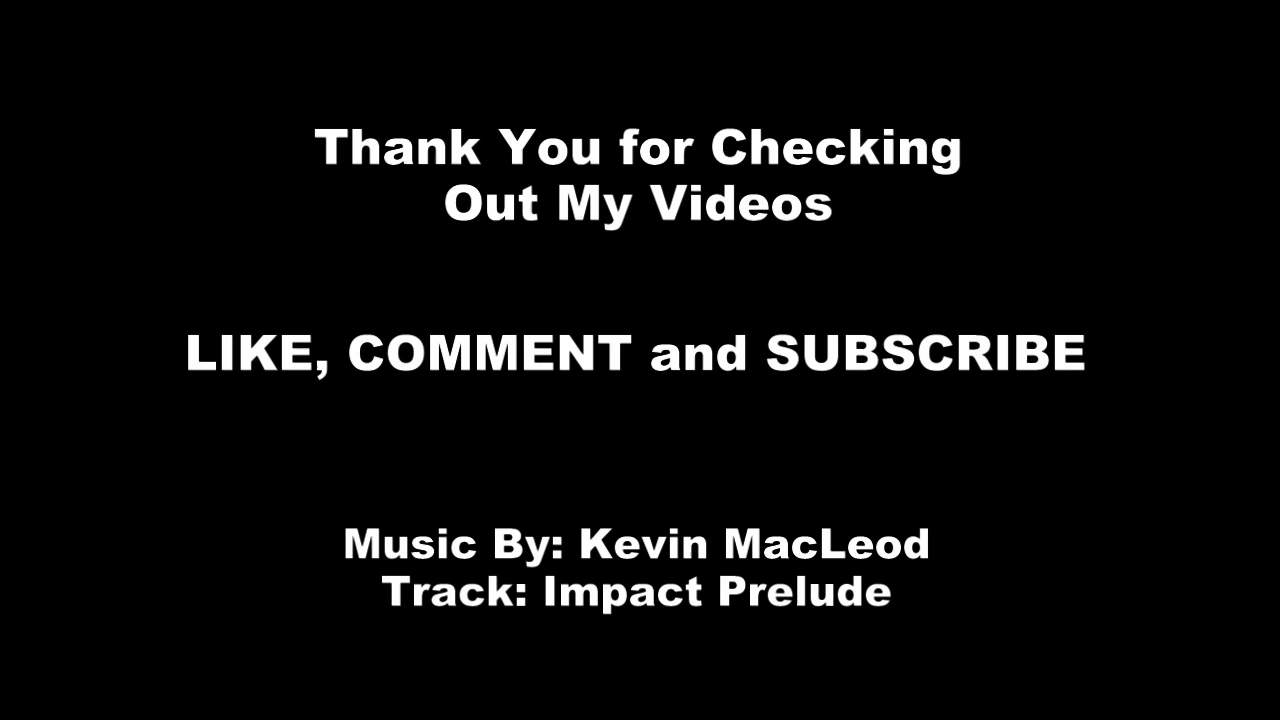 Thank You for Checking
Out My Videos
LIKE, COMMENT and SUBSCRIBE
Music By: Kevin MacLeod
Track: Impact Prelude